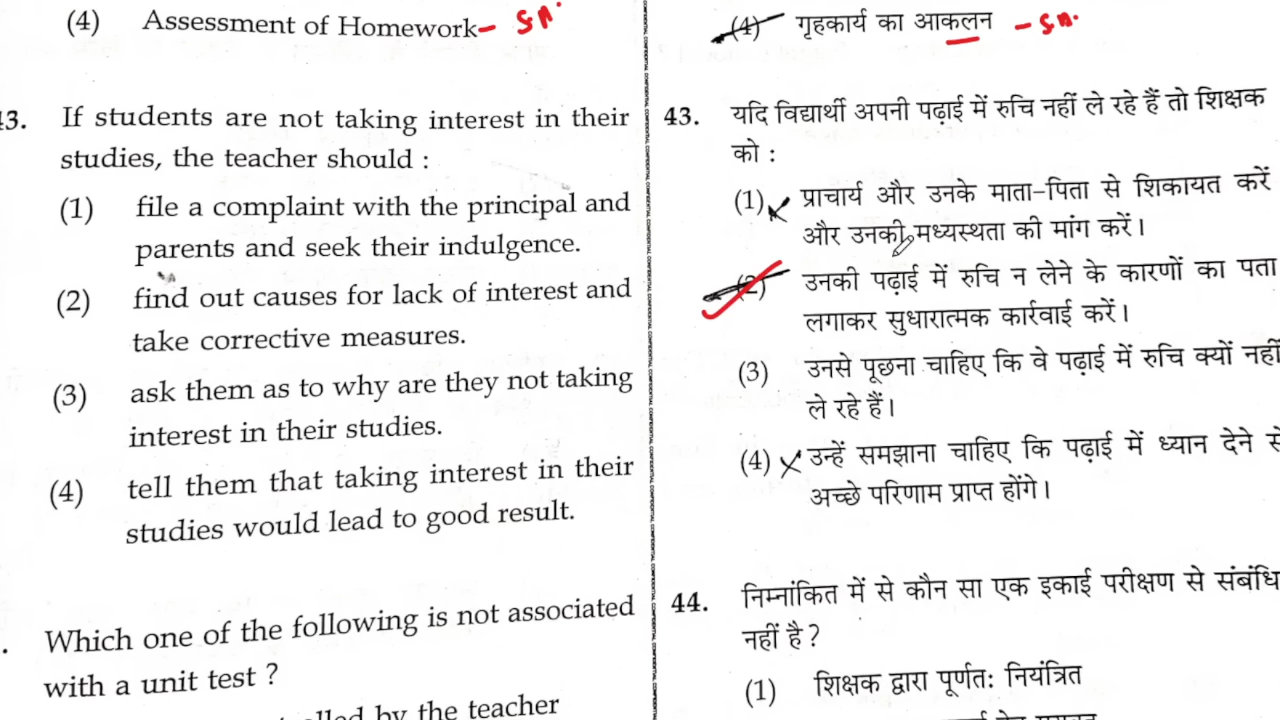 (4) Assessment of Homework - SA.
13. If students are not taking interest in their
studies, the teacher should :
(1) file a complaint with the principal and
parents and seek their indulgence.
(2) find out causes for lack of interest and
take corrective measures.
(3) ask them as to why are they not taking
interest in their studies.
(4) tell them that taking interest in their
studies would lead to good result.
. Which one of the following is not associated
with a unit test ?
by the teacher
(4) गृहकार्य का आकलन - SA.
43. यदि विद्यार्थी अपनी पढ़ाई में रुचि नहीं ले रहे हैं तो शिक्षक
को :
(1) प्राचार्य और उनके माता-पिता से शिकायत करें
और उनकी मध्यस्थता की मांग करें।
(2) उनकी पढ़ाई में रुचि न लेने के कारणों का पता
लगाकर सुधारात्मक कार्रवाई करें।
(3) उनसे पूछना चाहिए कि वे पढ़ाई में रुचि क्यों नहीं
ले रहे हैं।
(4) उन्हें समझाना चाहिए कि पढ़ाई में ध्यान देने से
अच्छे परिणाम प्राप्त होंगे।
44. निम्नांकित में से कौन सा एक इकाई परीक्षण से संबंधि
नहीं है ?
(1) शिक्षक द्वारा पूर्णतः नियंत्रित